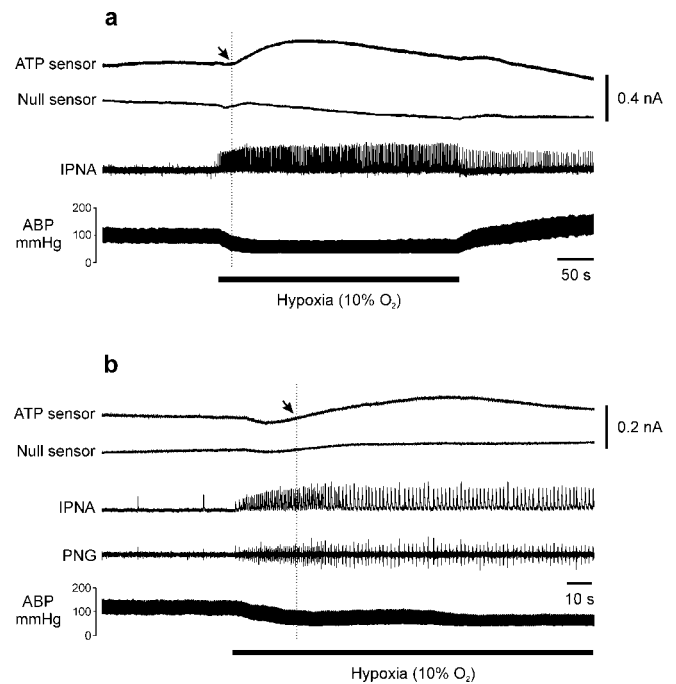 a
ATP sensor
Null sensor
0.4 nA
IPNA
ABP
mmHg
200
100
0
50 s
Hypoxia (10% O₂)
b
ATP sensor
Null sensor
0.2 nA
IPNA
PNG
10 s
ABP
mmHg
200
100
0
Hypoxia (10% O₂)